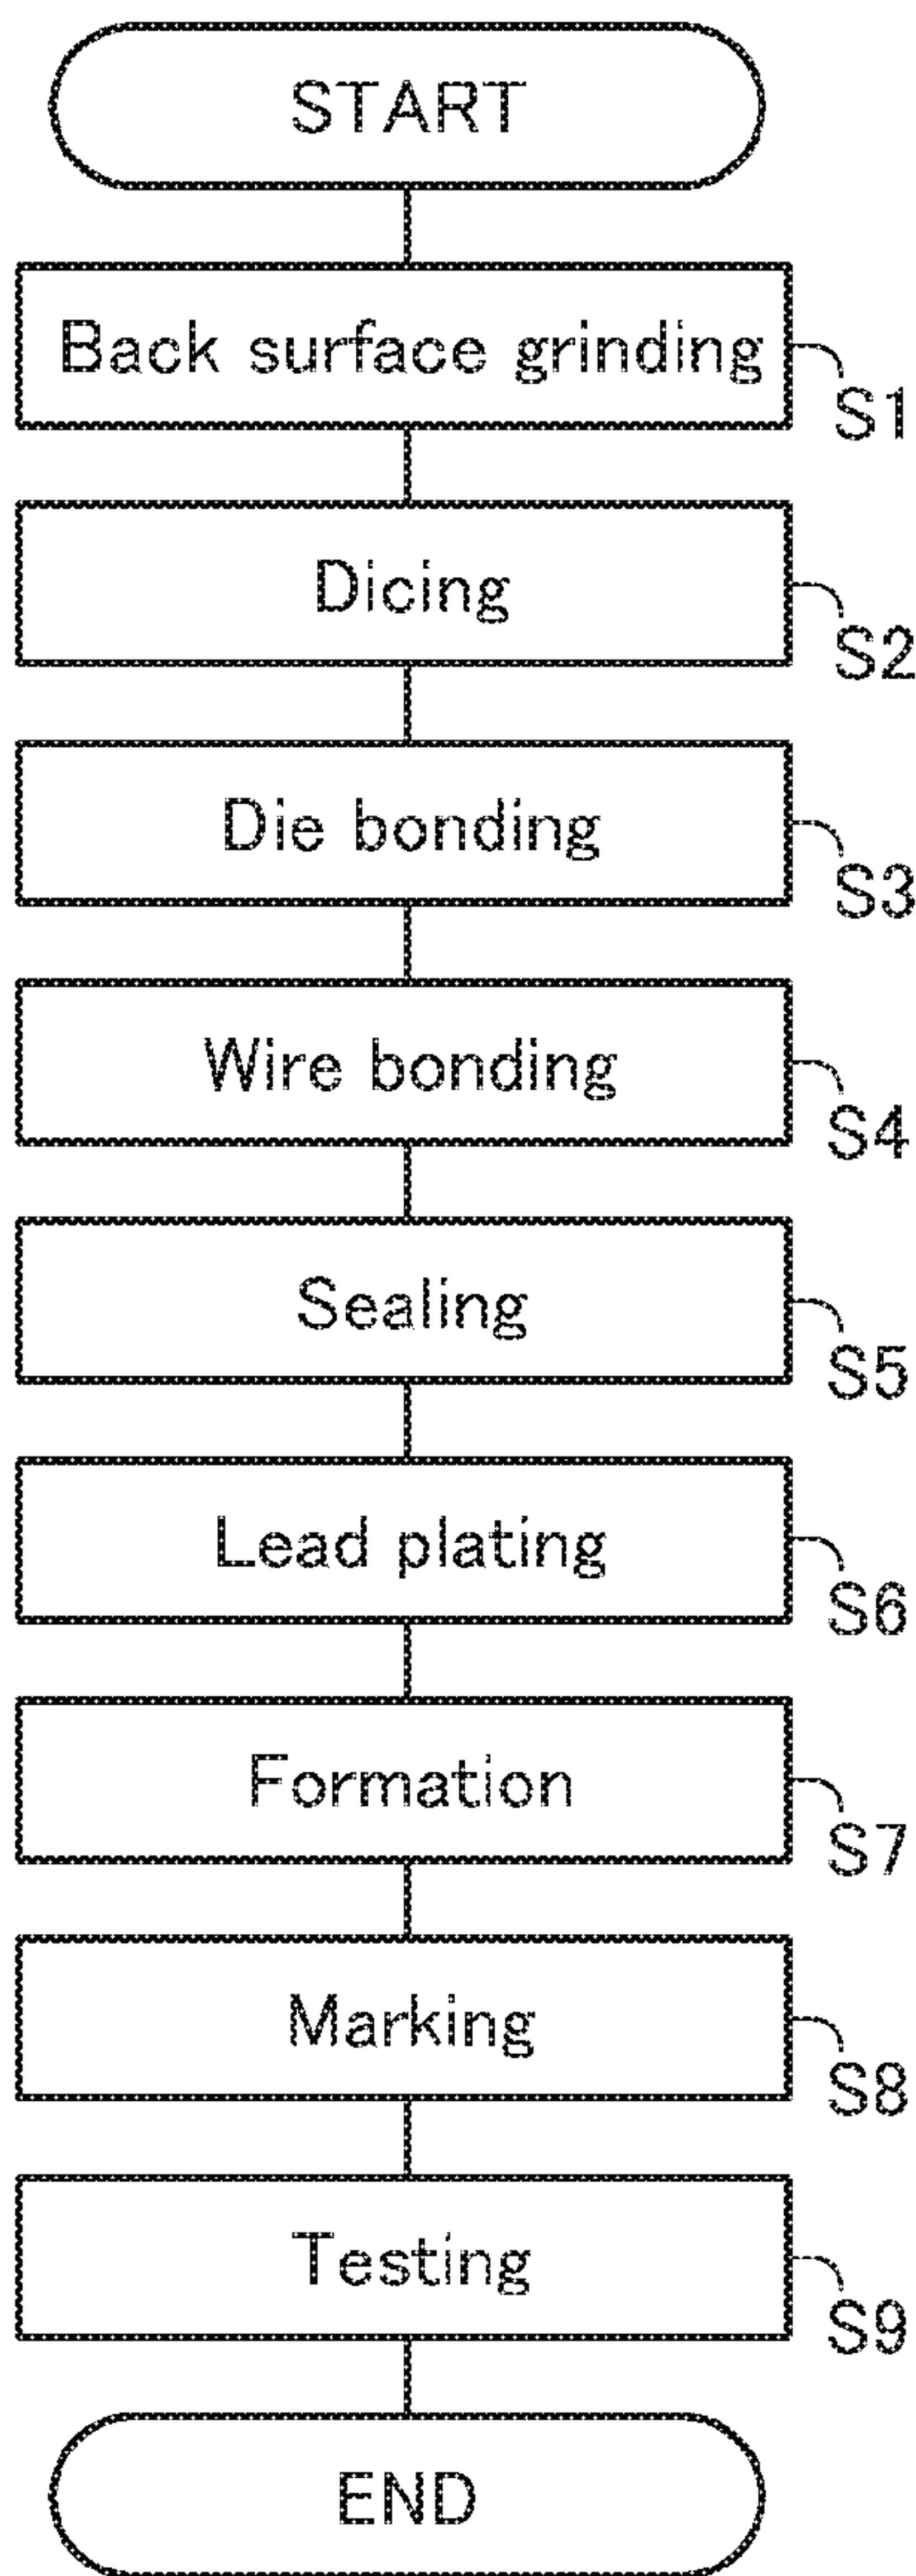 START
Back surface grinding
S1
Dicing
S2
Die bonding
S3
Wire bonding
S4
Sealing
S5
Lead plating
S6
Formation
S7
Marking
S8
Testing
S9
END